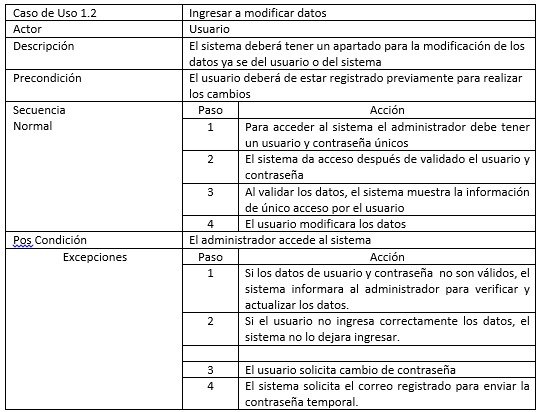 Caso de Uso 1.2 Ingresar a modificar datos
Actor Usuario
Descripción El sistema deberá tener un apartado para la modificación de los
datos ya se del usuario o del sistema
Precondición El usuario deberá de estar registrado previamente para realizar
los cambios
Secuencia Paso Acción
Normal 1 Para acceder al sistema el administrador debe tener
un usuario y contraseña únicos
2 El sistema da acceso después de validado el usuario y
contraseña
3 Al validar los datos, el sistema muestra la información
de único acceso por el usuario
4 El usuario modificara los datos
Pos Condición El administrador accede al sistema
Excepciones Paso Acción
1 Si los datos de usuario y contraseña no son válidos, el
sistema informara al administrador para verificar y
actualizar los datos.
2 Si el usuario no ingresa correctamente los datos, el
sistema no lo dejara ingresar.
3 El usuario solicita cambio de contraseña
4 El sistema solicita el correo registrado para enviar la
contraseña temporal.